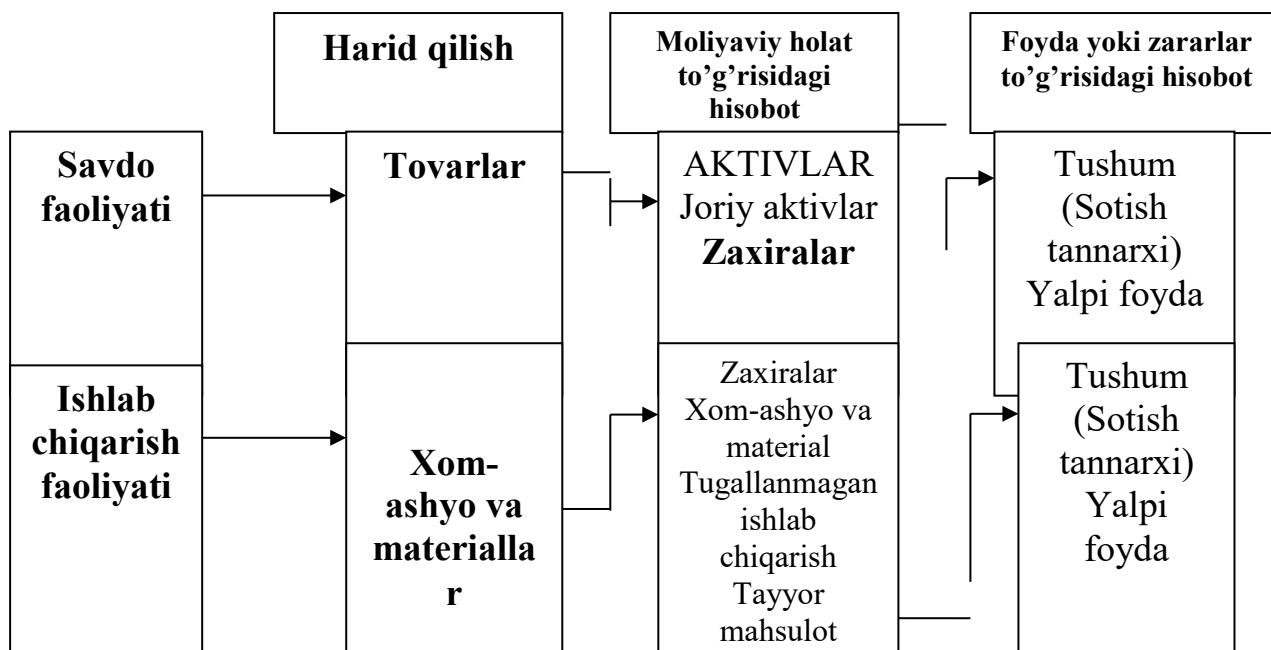 Harid qilish
Moliyaviy holat
to’g’risidagi
hisobot
Foyda yoki zararlar
to’g’risidagi hisobot
Savdo
faoliyati
Tovarlar
AKTIVLAR
Joriy aktivlar
Zaxiralar
Tushum
(Sotish
tannarxi)
Yalpi foyda
Ishlab
chiqarish
faoliyati
Xom-
ashyo va
materialla
r
Zaxiralar
Xom-ashyo va
material
Tugallanmagan
ishlab
chiqarish
Tayyor
mahsulot
Tushum
(Sotish
tannarxi)
Yalpi
foyda